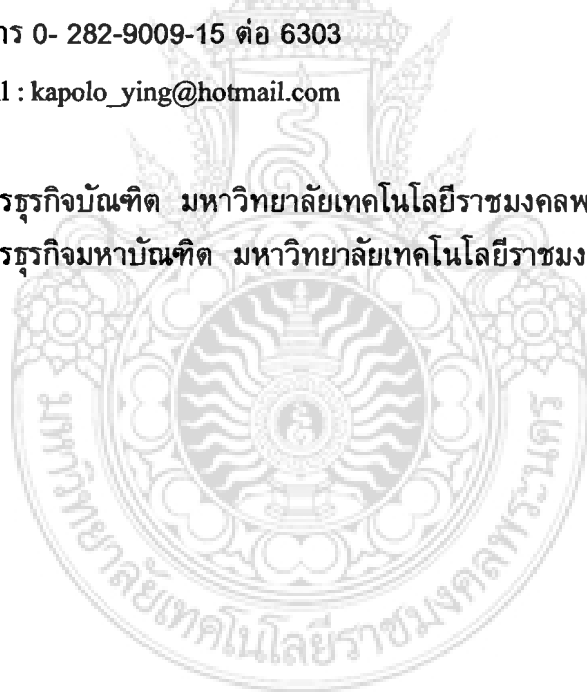 าร 0- 282-9009-15 ต่อ 6303
l : kapolo_ying@hotmail.com
รธุรกิจบัณฑิต มหาวิทยาลัยเทคโนโลยีราชมงคลพ
รธุรกิจมหาบัณฑิต มหาวิทยาลัยเทคโนโลยีราชมง
มหาวิทยาลัยเทคโนโลยีราชมงคลพระนคร